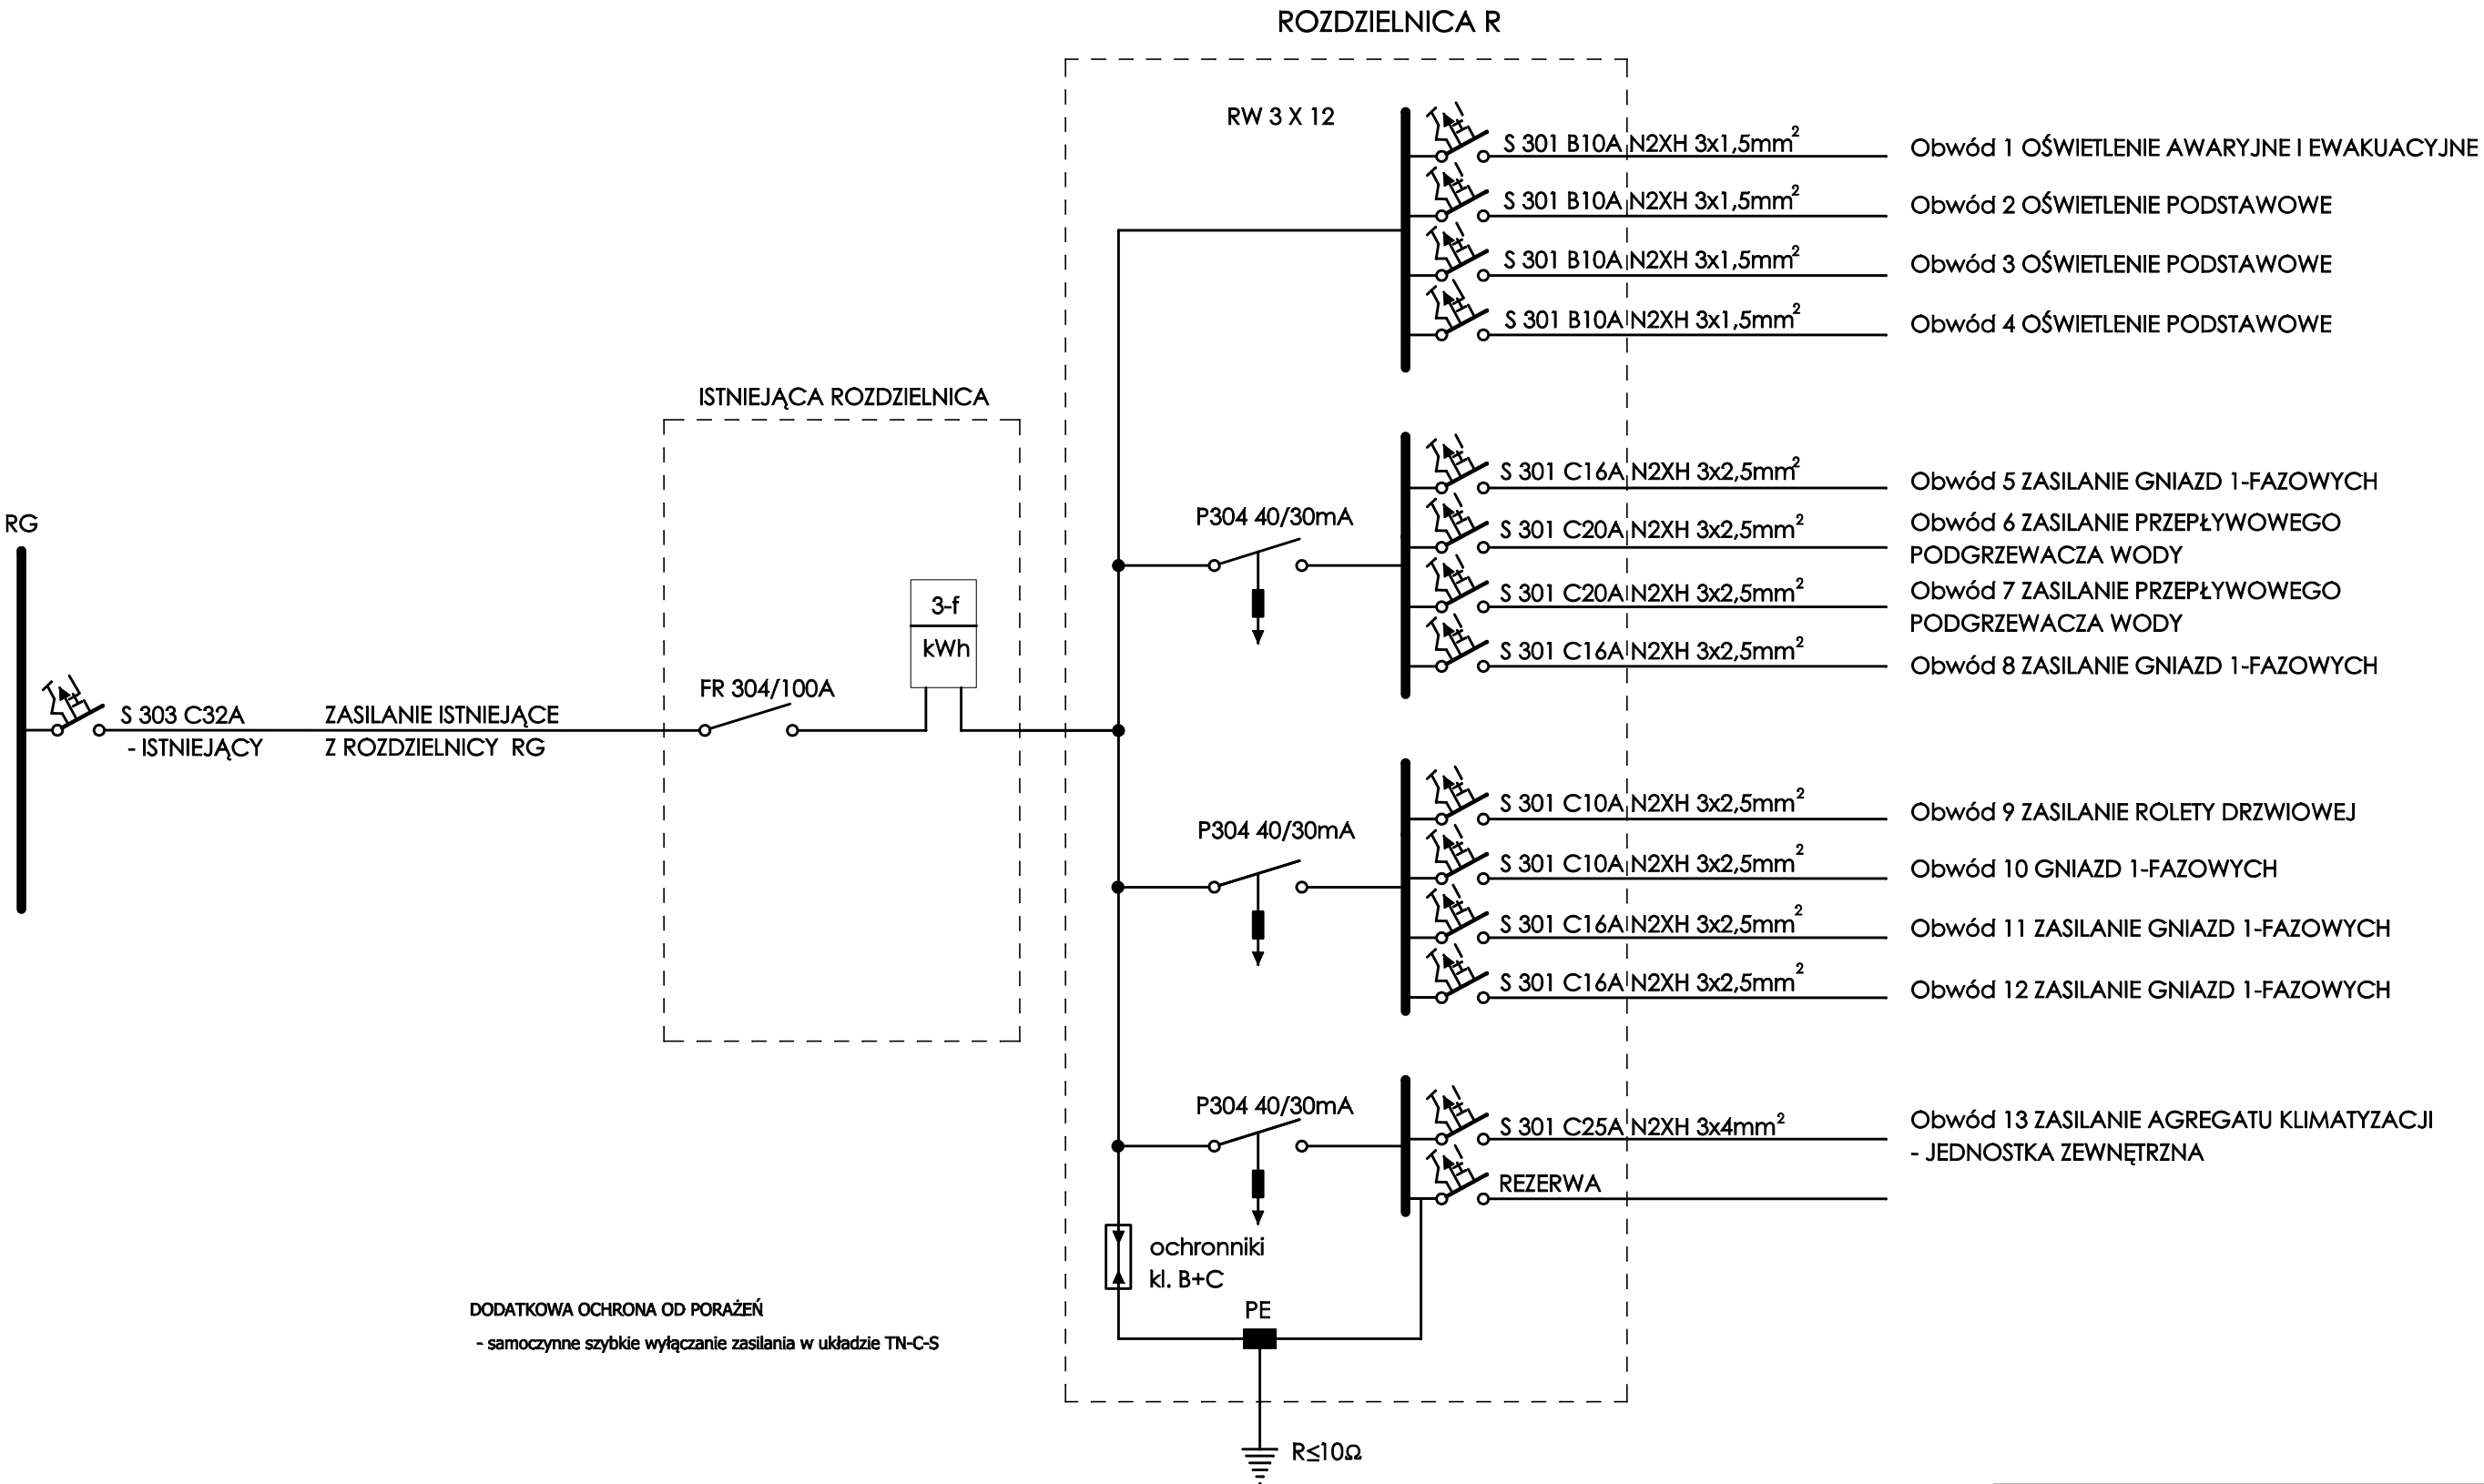 ROZDZIELNICA R
RW 3 X 12
S 301 B10A N2XH 3x1,5mm²
Obwód 1 OŚWIETLENIE AWARYJNE I EWAKUACYJNE
S 301 B10A N2XH 3x1,5mm²
Obwód 2 OŚWIETLENIE PODSTAWOWE
S 301 B10A N2XH 3x1,5mm²
Obwód 3 OŚWIETLENIE PODSTAWOWE
S 301 B10A N2XH 3x1,5mm²
Obwód 4 OŚWIETLENIE PODSTAWOWE
ISTNIEJĄCA ROZDZIELNICA
S 301 C16A N2XH 3x2,5mm²
Obwód 5 ZASILANIE GNIAZD 1-FAZOWYCH
RG
P304 40/30mA
S 301 C20A N2XH 3x2,5mm²
Obwód 6 ZASILANIE PRZEPŁYWOWEGO
PODGRZEWACZA WODY
3-f
kWh
S 301 C20A N2XH 3x2,5mm²
Obwód 7 ZASILANIE PRZEPŁYWOWEGO
PODGRZEWACZA WODY
S 301 C16A N2XH 3x2,5mm²
Obwód 8 ZASILANIE GNIAZD 1-FAZOWYCH
FR 304/100A
S 303 C32A
- ISTNIEJĄCY
ZASILANIE ISTNIEJĄCE
Z ROZDZIELNICY RG
P304 40/30mA
S 301 C10A N2XH 3x2,5mm²
Obwód 9 ZASILANIE ROLETY DRZWIOWEJ
S 301 C10A N2XH 3x2,5mm²
Obwód 10 GNIAZD 1-FAZOWYCH
S 301 C16A N2XH 3x2,5mm²
Obwód 11 ZASILANIE GNIAZD 1-FAZOWYCH
S 301 C16A N2XH 3x2,5mm²
Obwód 12 ZASILANIE GNIAZD 1-FAZOWYCH
P304 40/30mA
S 301 C25A N2XH 3x4mm²
Obwód 13 ZASILANIE AGREGATU KLIMATYZACJI
- JEDNOSTKA ZEWNĘTRZNA
REZERWA
ochronniki
kl. B+C
PE
DODATKOWA OCHRONA OD PORAŻEŃ
- samoczynne szybkie wyłączanie zasilania w układzie TN-C-S
R≤10Ω